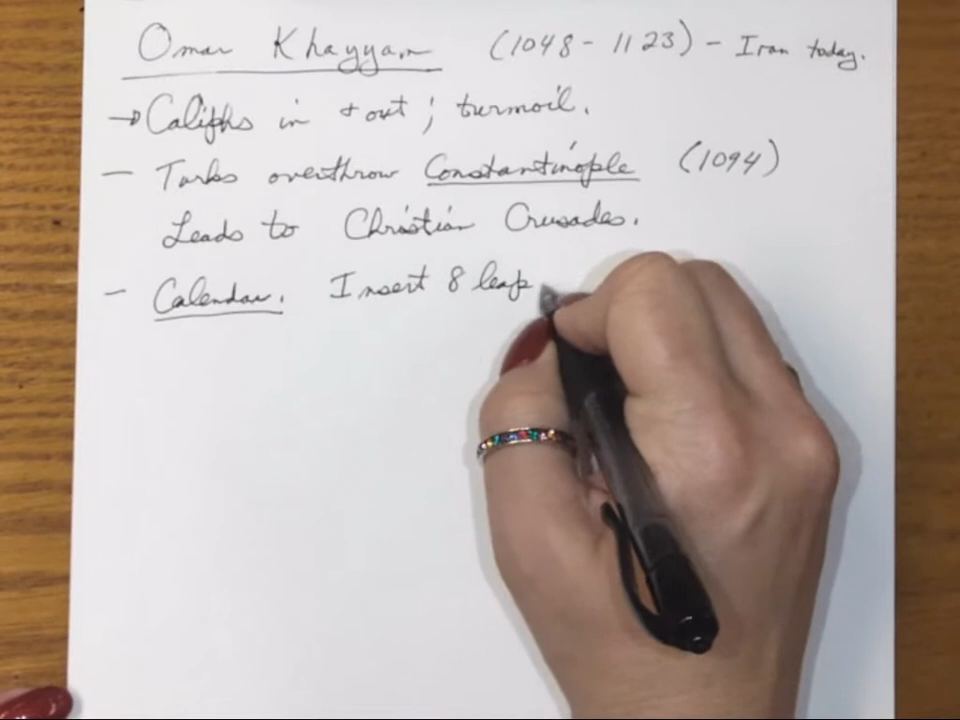 Omar Khayyam (1048 - 1123) - Iran today.
→ Caliphs in + out ; turmoil.
- Turks overthrow Constantinople (1094)
Leads to Christian Crusades.
- Calendar. Insert 8 leap